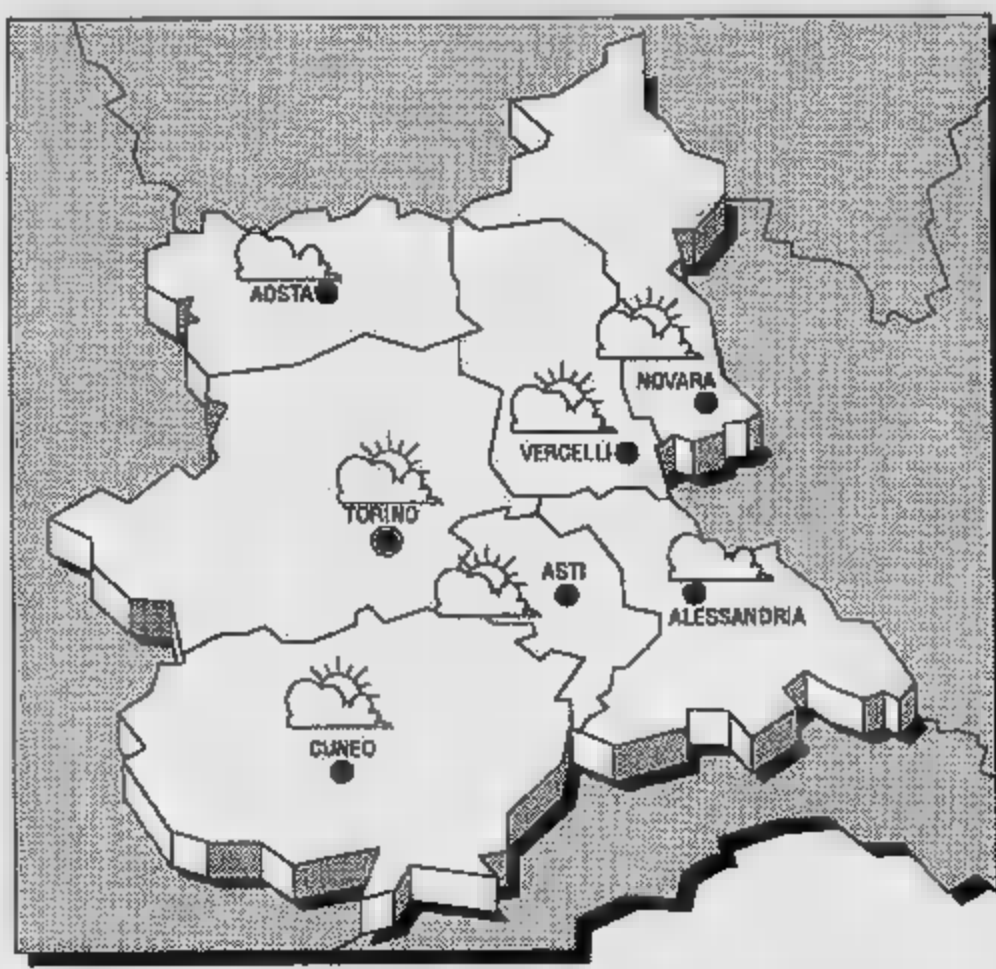 AOSTA
NOVARA
VERCELLI
TORINO
ASTI
ALESSANDRIA
CUNEO